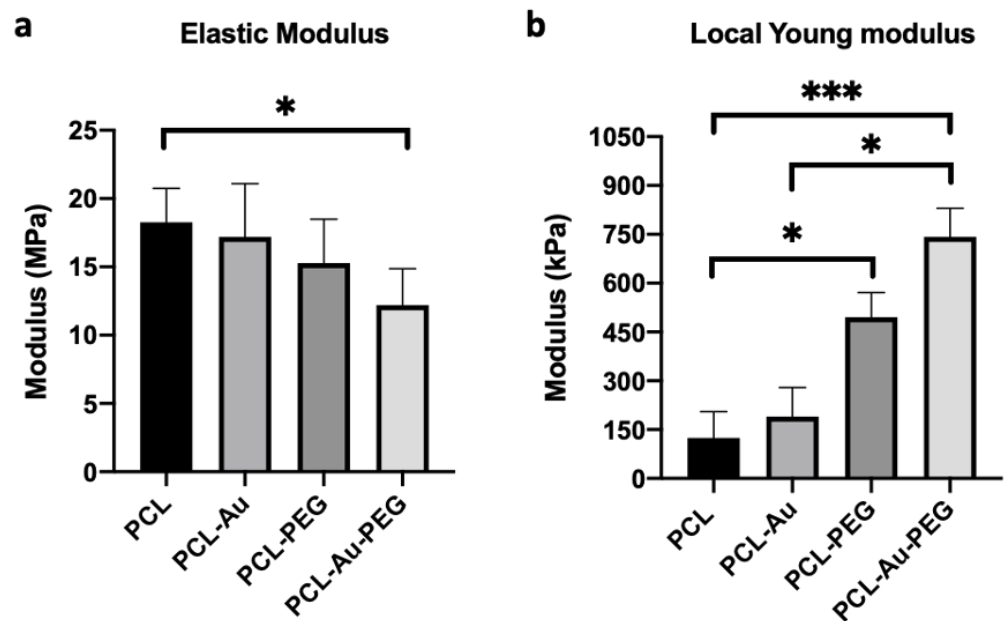 a
Elastic Modulus
*
Modulus (MPa)
25
20
15
10
5
0
PCL
PCL-Au
PCL-PEG
PCL-Au-PEG
b
Local Young modulus
***
*
*
Modulus (kPa)
1050
900
750
600
450
300
150
0
PCL
PCL-Au
PCL-PEG
PCL-Au-PEG